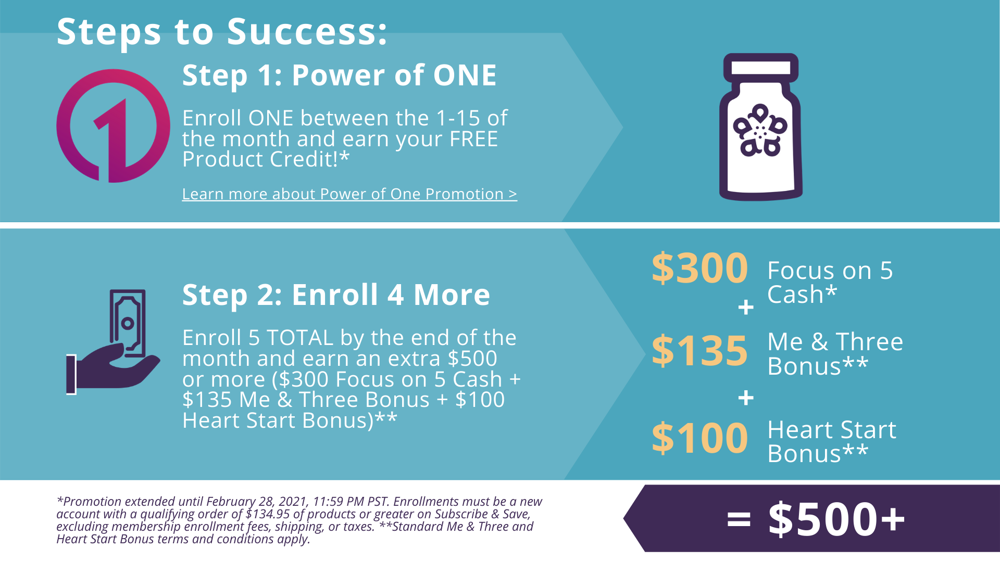 Steps to Success:
Step 1: Power of ONE
Enroll ONE between the 1-15 of
the month and earn your FREE
Product Credit!*
Learn more about Power of One Promotion >
Step 2: Enroll 4 More
Enroll 5 TOTAL by the end of the
month and earn an extra $500
or more ($300 Focus on 5 Cash +
$135 Me & Three Bonus + $100
Heart Start Bonus)**
$300 Focus on 5
Cash*
+
$135 Me & Three
Bonus**
+
$100 Heart Start
Bonus**
*Promotion extended until February 28, 2021, 11:59 PM PST. Enrollments must be a new
account with a qualifying order of $134.95 of products or greater on Subscribe & Save,
excluding membership enrollment fees, shipping, or taxes. **Standard Me & Three and
Heart Start Bonus terms and conditions apply.
= $500+